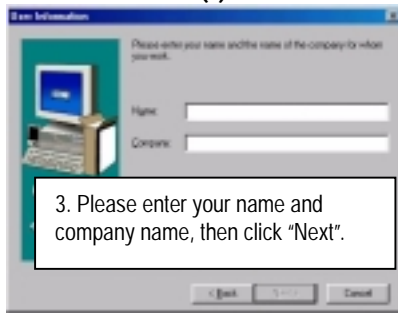 User Information
Please enter your name and the name of the company for whom
you work.
Name:
Company:
3. Please enter your name and
company name, then click “Next”.
< Back
Cancel